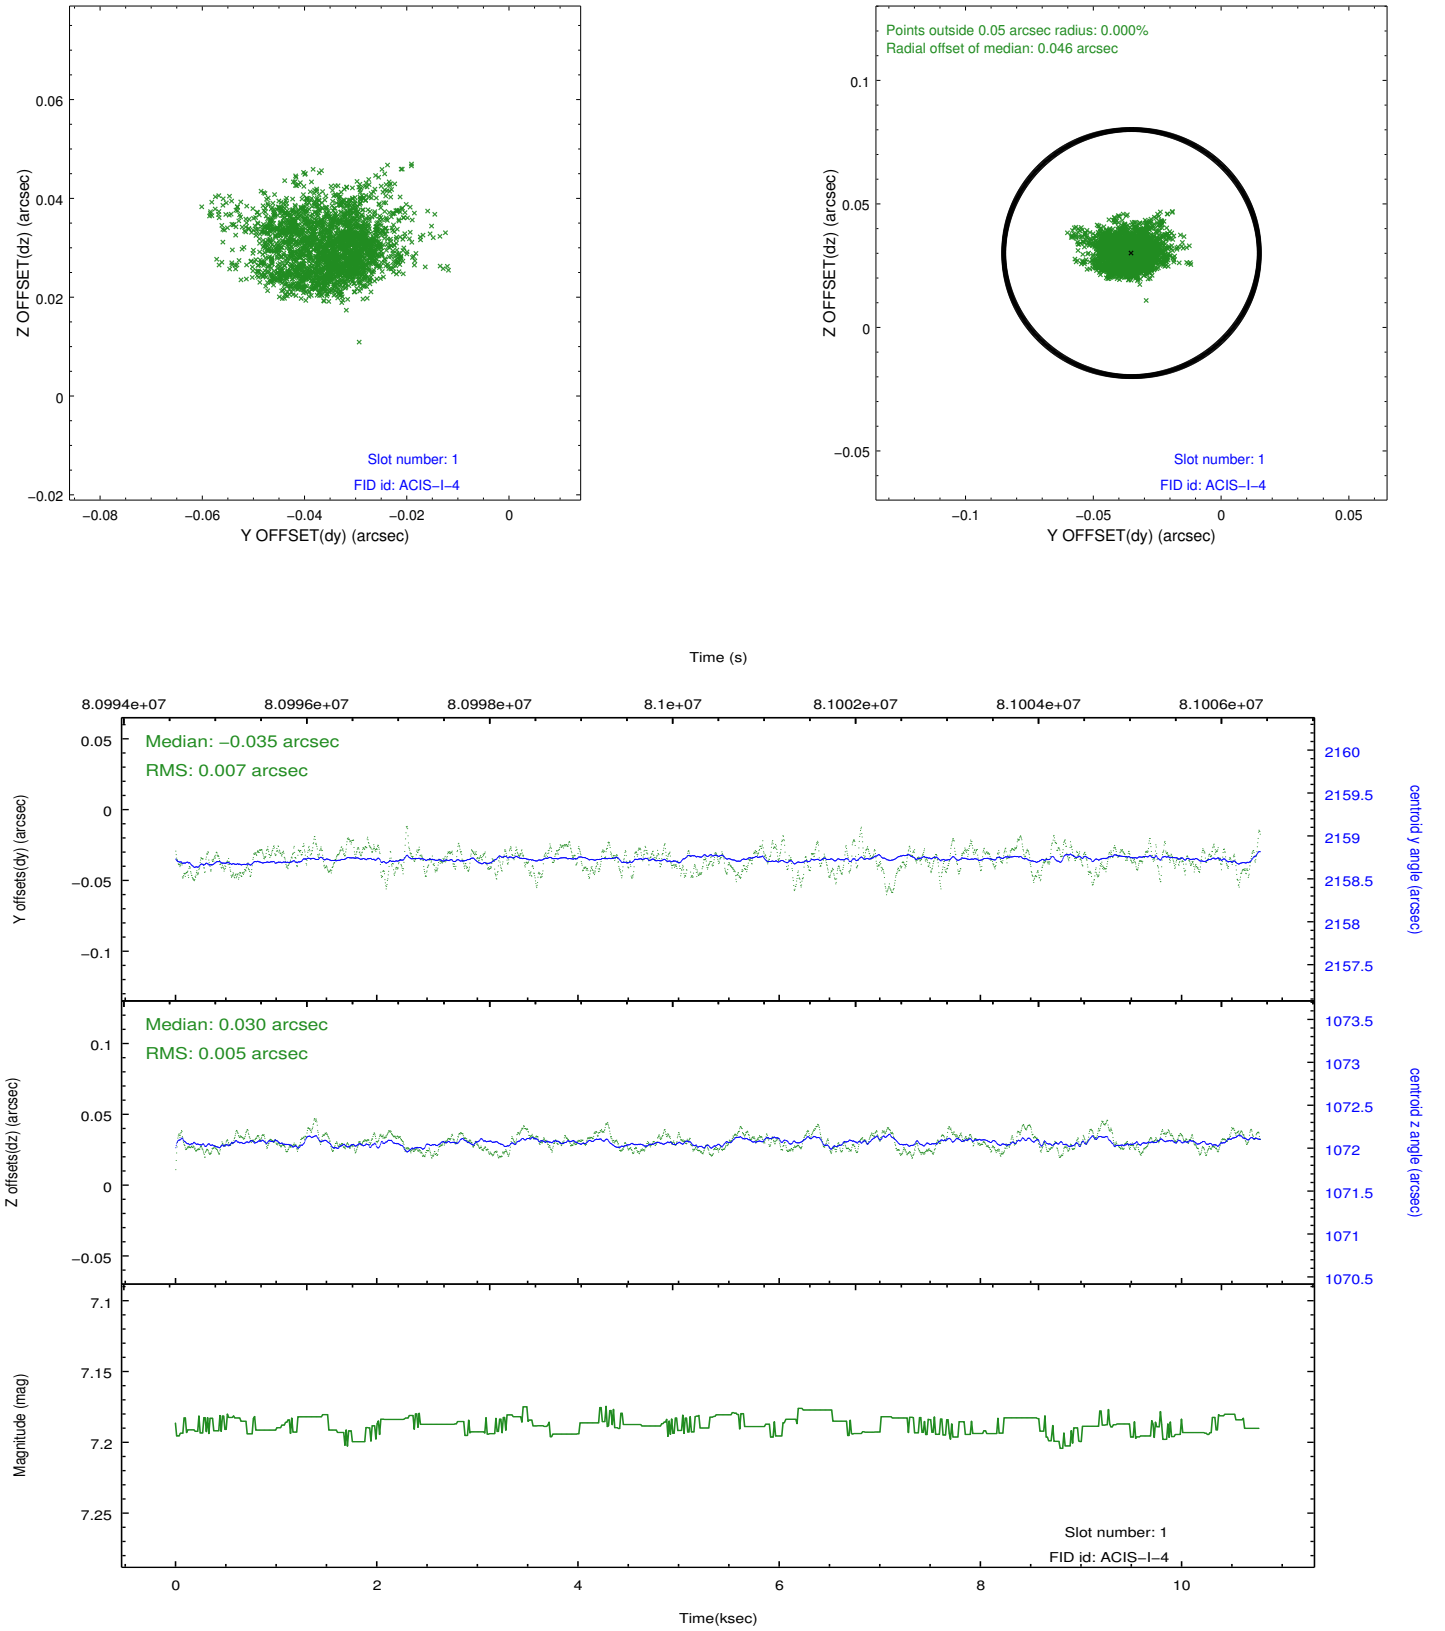 0.06
0.04
0.02
0
−0.02
Z OFFSET(dz) (arcsec)
Slot number: 1
FID id: ACIS−I−4
−0.08 −0.06 −0.04 −0.02 0
Y OFFSET(dy) (arcsec)
Points outside 0.05 arcsec radius: 0.000%
Radial offset of median: 0.046 arcsec
0.1
0.05
0
−0.05
Z OFFSET(dz) (arcsec)
Slot number: 1
FID id: ACIS−I−4
−0.1 −0.05 0 0.05
Y OFFSET(dy) (arcsec)
Time (s)
8.0994e+07 8.0996e+07 8.0998e+07 8.1e+07 8.1002e+07 8.1004e+07 8.1006e+07
Median: −0.035 arcsec
RMS: 0.007 arcsec
0.05
0
−0.05
−0.1
Y offsets(dy) (arcsec)
2160
2159.5
2159
2158.5
2158
2157.5
centroid y angle (arcsec)
Median: 0.030 arcsec
RMS: 0.005 arcsec
0.1
0.05
0
−0.05
Z offsets(dz) (arcsec)
1073.5
1073
1072.5
1072
1071.5
1071
1070.5
centroid z angle (arcsec)
7.1
7.15
7.2
7.25
Magnitude (mag)
Slot number: 1
FID id: ACIS−I−4
0 2 4 6 8 10
Time(ksec)